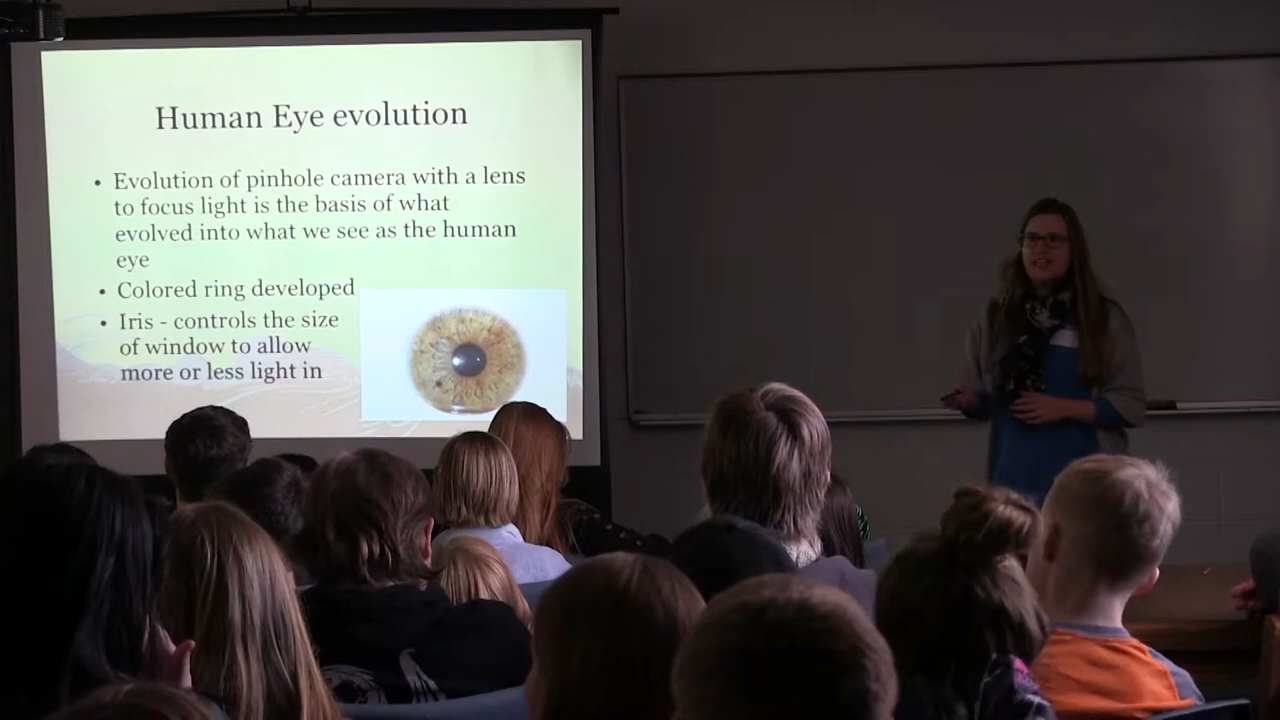 Human Eye evolution
• Evolution of pinhole camera with a lens
to focus light is the basis of what
evolved into what we see as the human
eye
• Colored ring developed
• Iris - controls the size
of window to allow
more or less light in